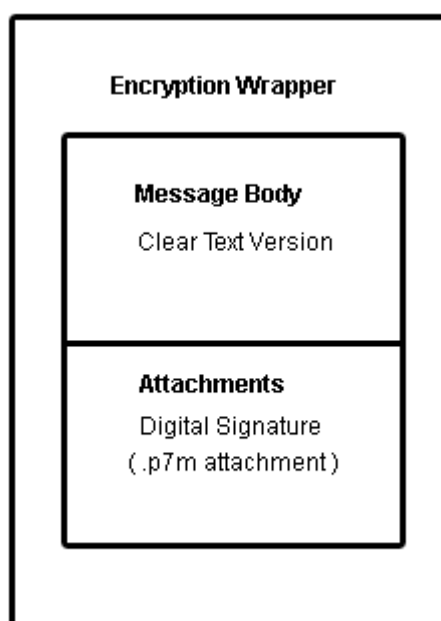 Encryption Wrapper
Message Body
Clear Text Version
Attachments
Digital Signature
( .p7m attachment )